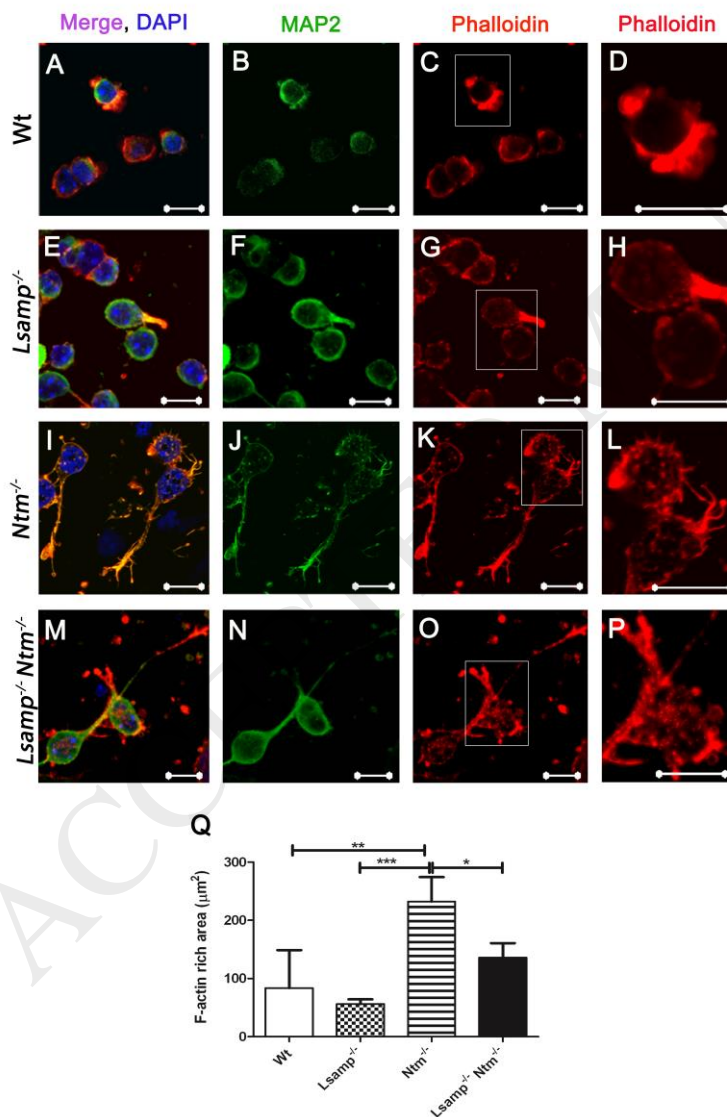 Merge, DAPI MAP2 Phalloidin Phalloidin
Wt A B C D
Lsamp-/- E F G H
Ntm-/- I J K L
Lsamp-/- Ntm-/- M N O P
Q
** 
*** *
F-actin rich area (μm²)
300
200
100
0
Wt Lsamp-/- Ntm-/- Lsamp-/- Ntm-/-